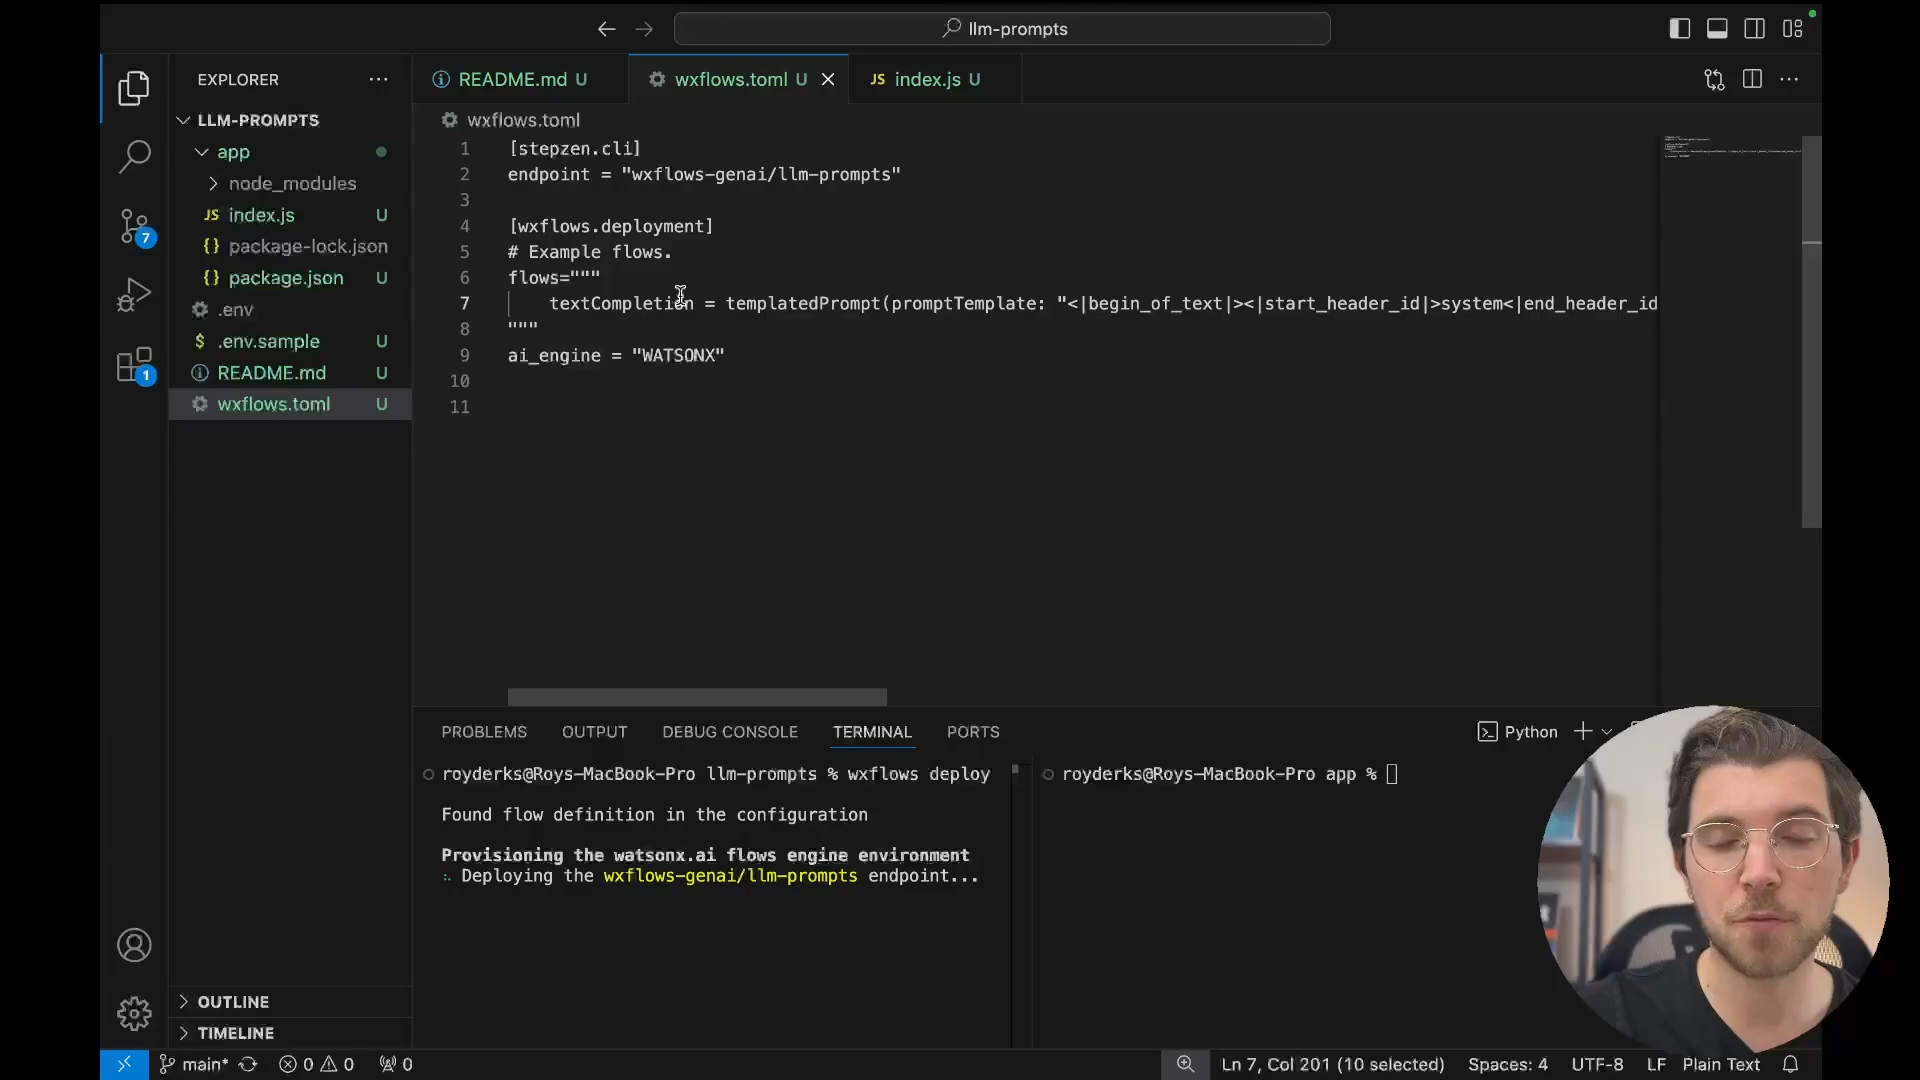 llm-prompts
EXPLORER
LLM-PROMPTS
app
node_modules
JS index.js U
{} package-lock.json
{} package.json U
.env
$ .env.sample U
README.md U
wxflows.toml U
OUTLINE
TIMELINE
7
1
README.md U
wxflows.toml U
JS index.js U
wxflows.toml
1 [stepzen.cli]
2 endpoint = "wxflows-genai/llm-prompts"
3
4 [wxflows.deployment]
5 # Example flows.
6 flows="""
7 textCompletion = templatedPrompt(promptTemplate: "<|begin_of_text|><|start_header_id|>system<|end_header_id
8 """
9 ai_engine = "WATSONX"
10
11
PROBLEMS OUTPUT DEBUG CONSOLE TERMINAL PORTS
Python
royderks@Roys-MacBook-Pro llm-prompts % wxflows deploy
Found flow definition in the configuration
Provisioning the watsonx.ai flows engine environment
Deploying the wxflows-genai/llm-prompts endpoint...
royderks@Roys-MacBook-Pro app %
main* 0 0 0 Ln 7, Col 201 (10 selected) Spaces: 4 UTF-8 LF Plain Text